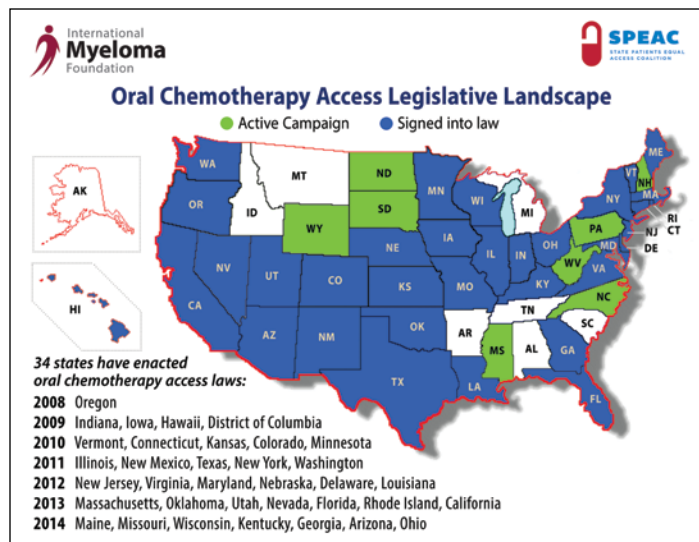 International
Myeloma
Foundation
SPEAC
STATE PATIENTS EQUAL
ACCESS COALITION
Oral Chemotherapy Access Legislative Landscape
Active Campaign
Signed into law
WA
MT
ND
MN
ME
VT
NH
AK
OR
ID
SD
WI
MI
NY
MA
WY
RI
CT
IA
PA
NJ
NE
OH
DE
NV
IL
IN
MD
UT
CO
WV
HI
KS
MO
KY
VA
CA
TN
NC
OK
AR
SC
AZ
NM
MS
AL
GA
TX
LA
FL
34 states have enacted
oral chemotherapy access laws:
2008 Oregon
2009 Indiana, Iowa, Hawaii, District of Columbia
2010 Vermont, Connecticut, Kansas, Colorado, Minnesota
2011 Illinois, New Mexico, Texas, New York, Washington
2012 New Jersey, Virginia, Maryland, Nebraska, Delaware, Louisiana
2013 Massachusetts, Oklahoma, Utah, Nevada, Florida, Rhode Island, California
2014 Maine, Missouri, Wisconsin, Kentucky, Georgia, Arizona, Ohio